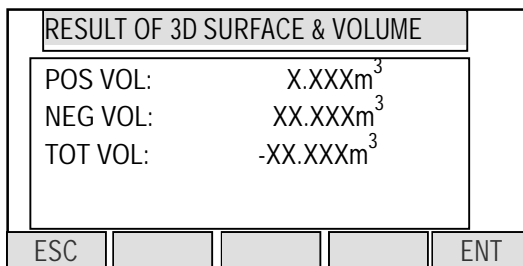 RESULT OF 3D SURFACE & VOLUME
POS VOL: X.XXXm³
NEG VOL: XX.XXXm³
TOT VOL: -XX.XXXm³
ESC ENT